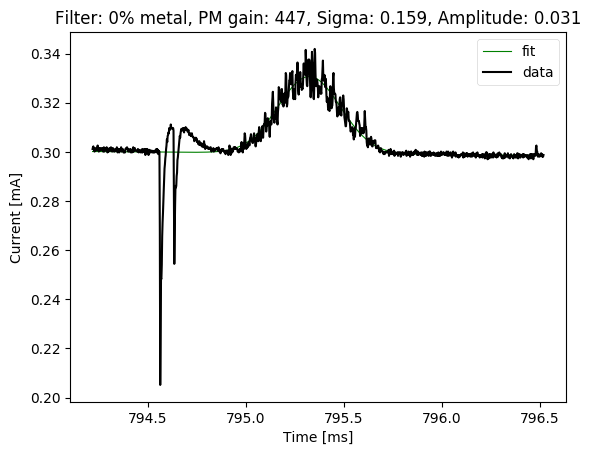 Filter: 0% metal, PM gain: 447, Sigma: 0.159, Amplitude: 0.031
fit
data
0.34
0.32
0.30
0.28
0.26
0.24
0.22
0.20
Current [mA]
794.5
795.0
795.5
796.0
796.5
Time [ms]